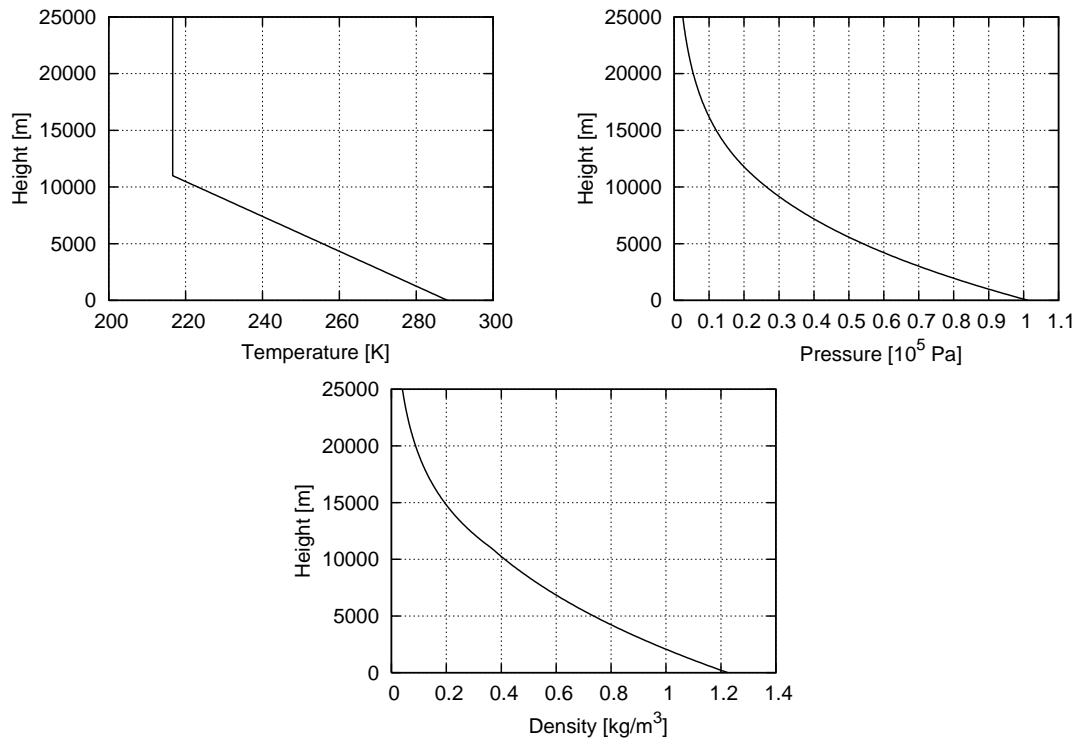 25000
20000
15000
10000
5000
0
Height [m]
200 220 240 260 280 300
Temperature [K]
25000
20000
15000
10000
5000
0
Height [m]
0 0.1 0.2 0.3 0.4 0.5 0.6 0.7 0.8 0.9 1 1.1
Pressure [10^5 Pa]
25000
20000
15000
10000
5000
0
Height [m]
0 0.2 0.4 0.6 0.8 1 1.2 1.4
Density [kg/m^3]